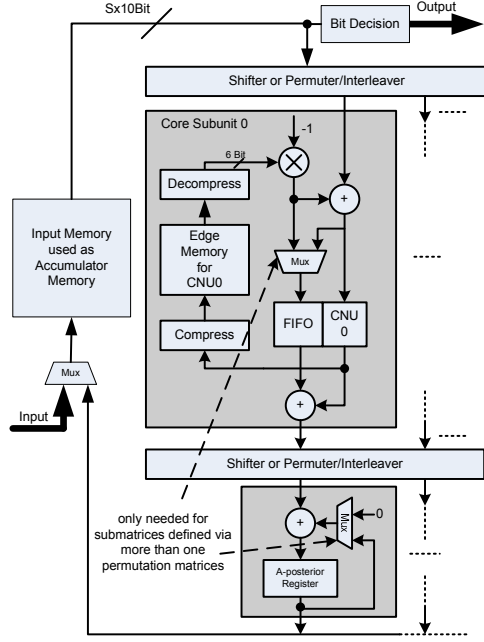 Sx10Bit
Output
Bit Decision
Shifter or Permuter/Interleaver
Core Subunit 0
-1
6 Bit
Decompress
+
Input Memory
used as
Accumulator
Memory
Edge
Memory
for
CNU0
Mux
FIFO
CNU
0
Compress
Mux
Input
+
Shifter or Permuter/Interleaver
only needed for
submatrices defined via
more than one
permutation matrices
+
Mux
0
A-posterior
Register